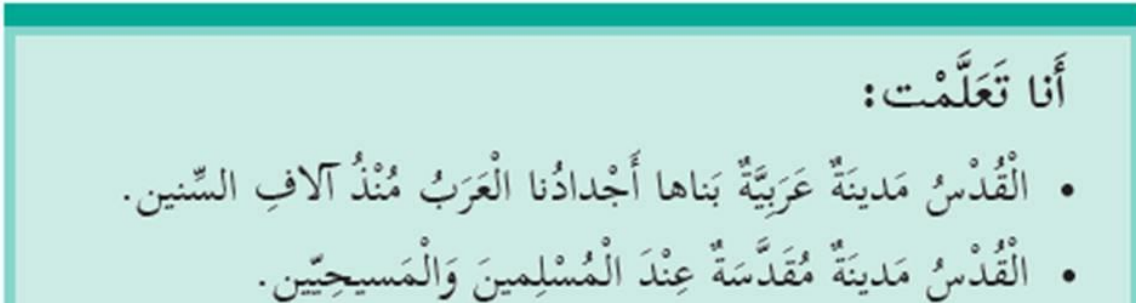 أَنا تَعَلَّمْت:
• الْقُدْسُ مَدينَةٌ عَرَبِيَّةٌ بَناها أَجْدادُنا الْعَرَبُ مُنْذُ آلافِ السِّنين.
• الْقُدْسُ مَدينَةٌ مُقَدَّسَةٌ عِنْدَ الْمُسْلِمينَ وَالْمَسيحِيّين.